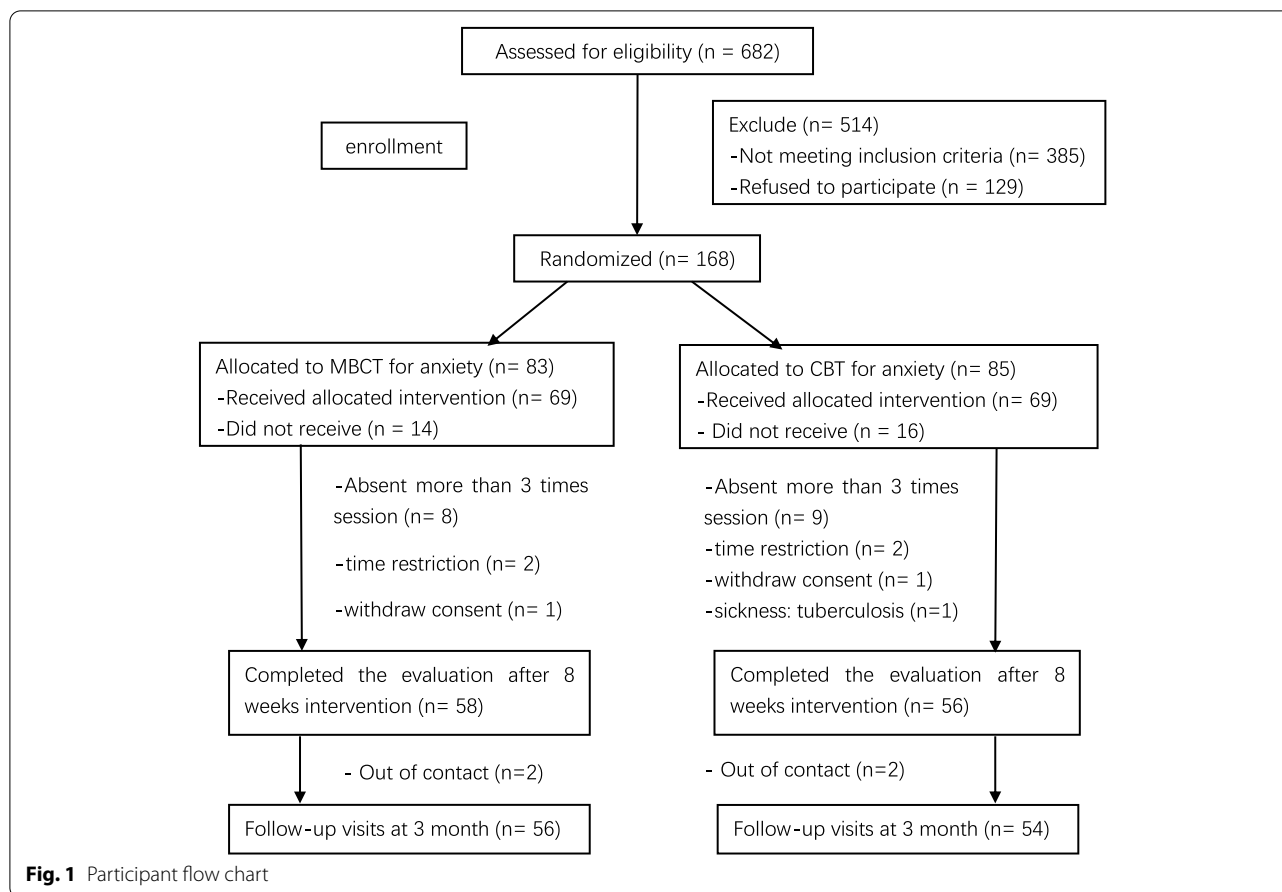 Assessed for eligibility (n = 682)
enrollment
Exclude (n= 514)
-Not meeting inclusion criteria (n= 385)
-Refused to participate (n = 129)
Randomized (n= 168)
Allocated to MBCT for anxiety (n= 83)
-Received allocated intervention (n= 69)
-Did not receive (n = 14)
Allocated to CBT for anxiety (n= 85)
-Received allocated intervention (n= 69)
- Did not receive (n = 16)
-Absent more than 3 times
session (n= 8)
-time restriction (n= 2)
-withdraw consent (n= 1)
-Absent more than 3 times
session (n= 9)
-time restriction (n= 2)
-withdraw consent (n= 1)
-sickness: tuberculosis (n=1)
Completed the evaluation after 8
weeks intervention (n= 58)
Completed the evaluation after 8
weeks intervention (n= 56)
- Out of contact (n=2)
- Out of contact (n=2)
Follow-up visits at 3 month (n= 56)
Follow-up visits at 3 month (n= 54)
Fig. 1 Participant flow chart